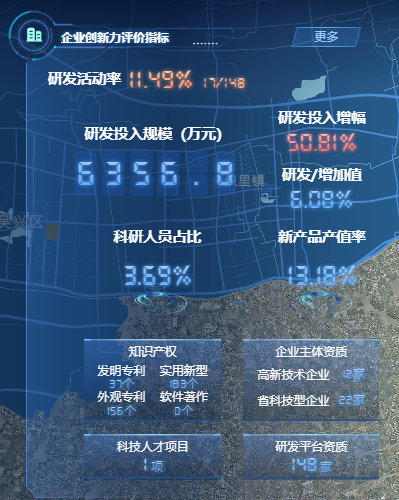 企业创新力评价指标 ........ 更多
研发活动率 11.49% 17/148
研发投入增幅
50.81%
研发投入规模（万元）
6356.8
研发/增加值
6.08%
织里镇
吴兴区
科研人员占比
3.69%
新产品产值率
13.18%
知识产权
发明专利 实用新型
37个 183个
外观专利 软件著作
156个 0个
企业主体资质
高新技术企业 12家
省科技型企业 22家
科技人才项目
1项
研发平台资质
148家